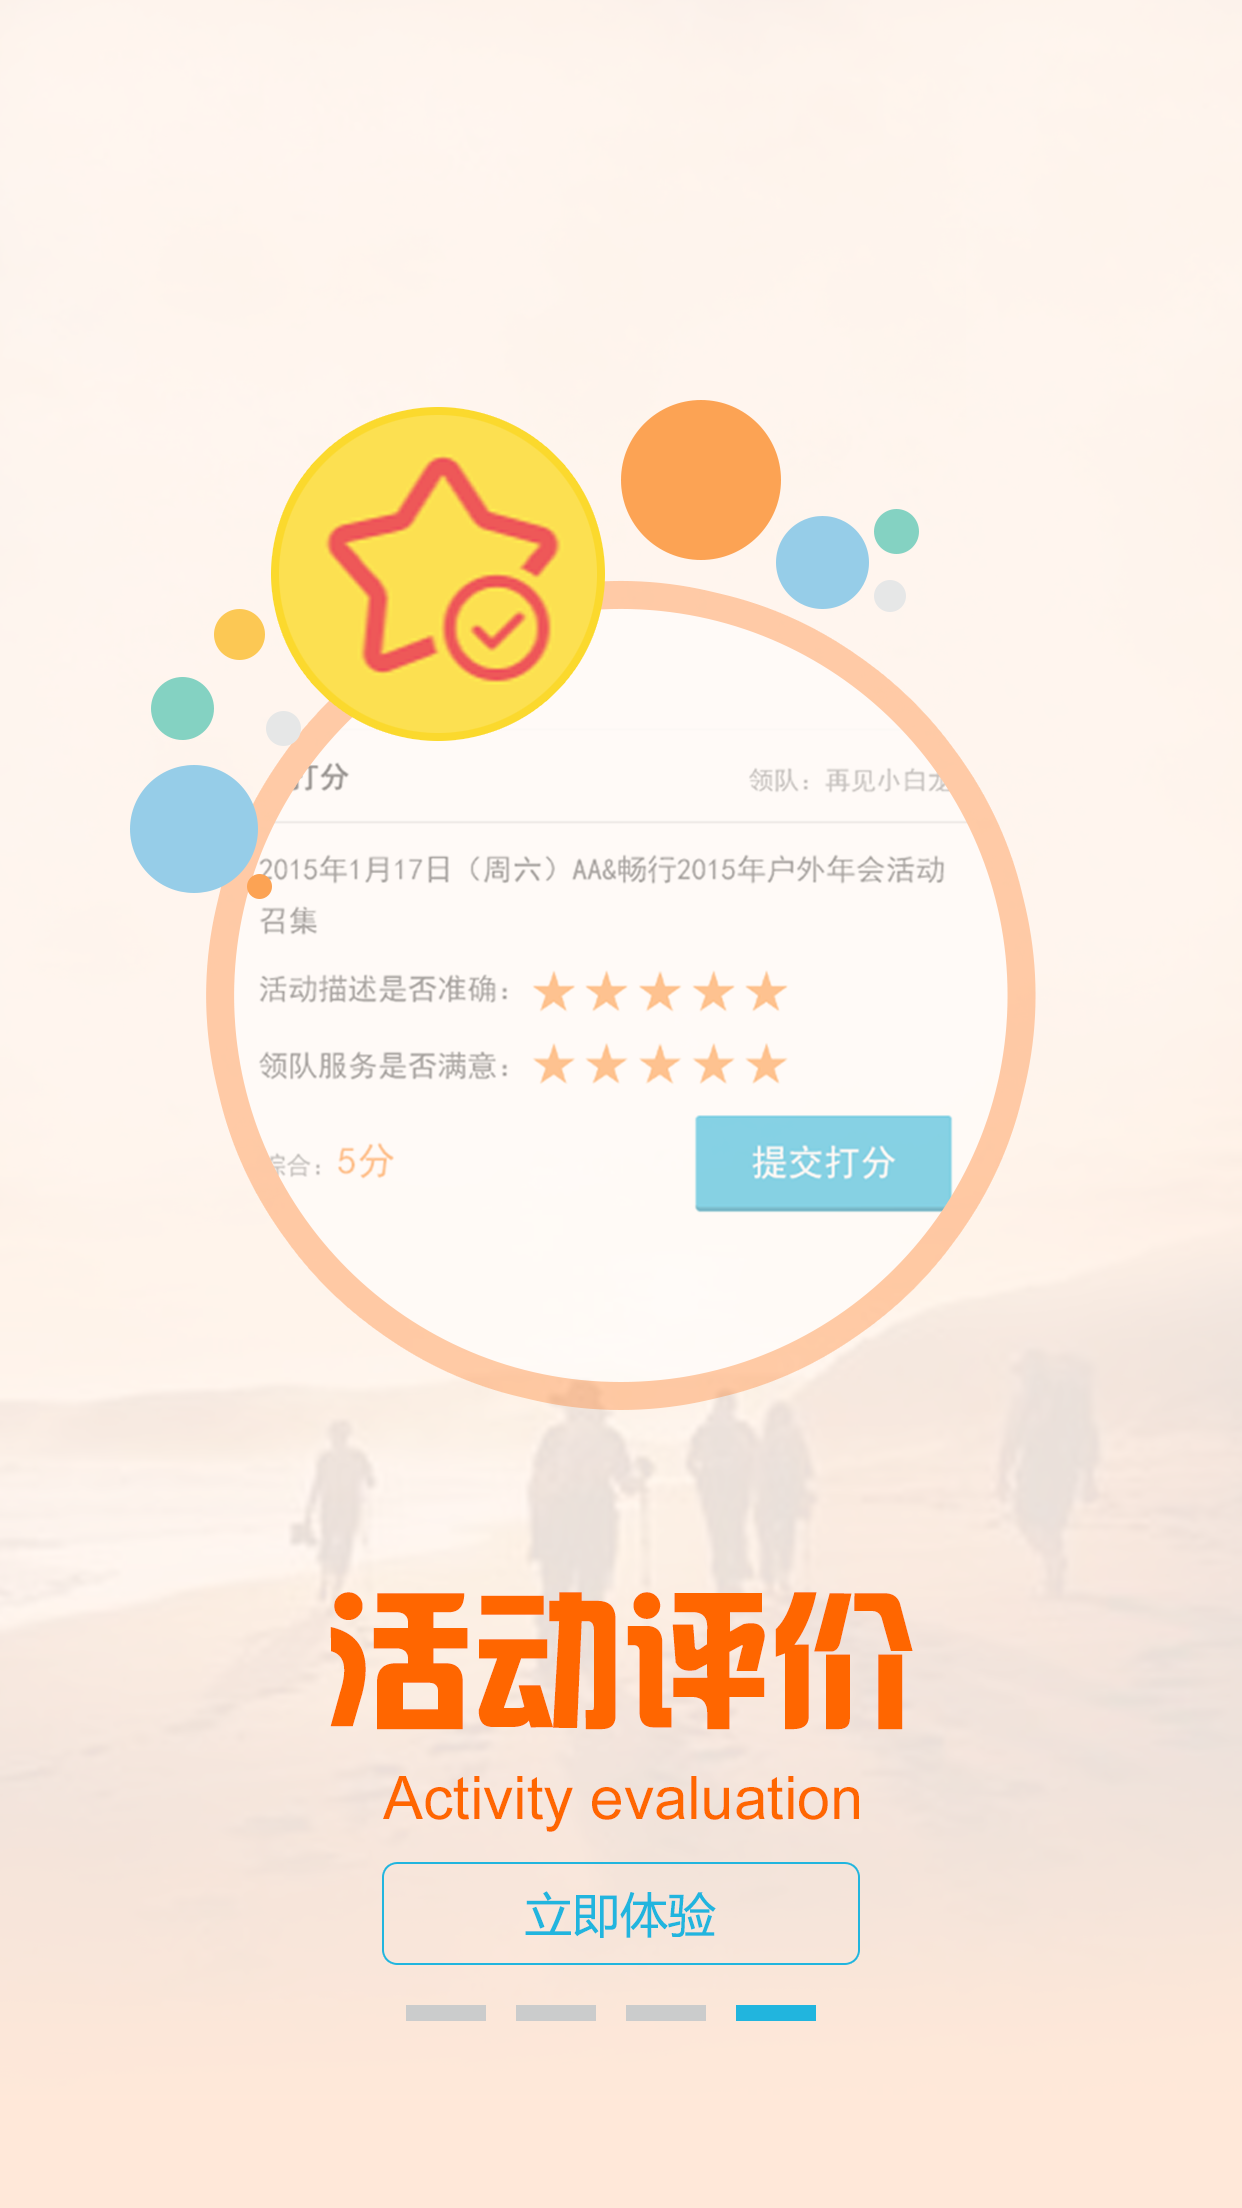 打分
领队：再见小白龙
2015年1月17日（周六）AA&畅行2015年户外年会活动
召集
活动描述是否准确：
领队服务是否满意：
综合：5分
提交打分
活动评价
Activity evaluation
立即体验